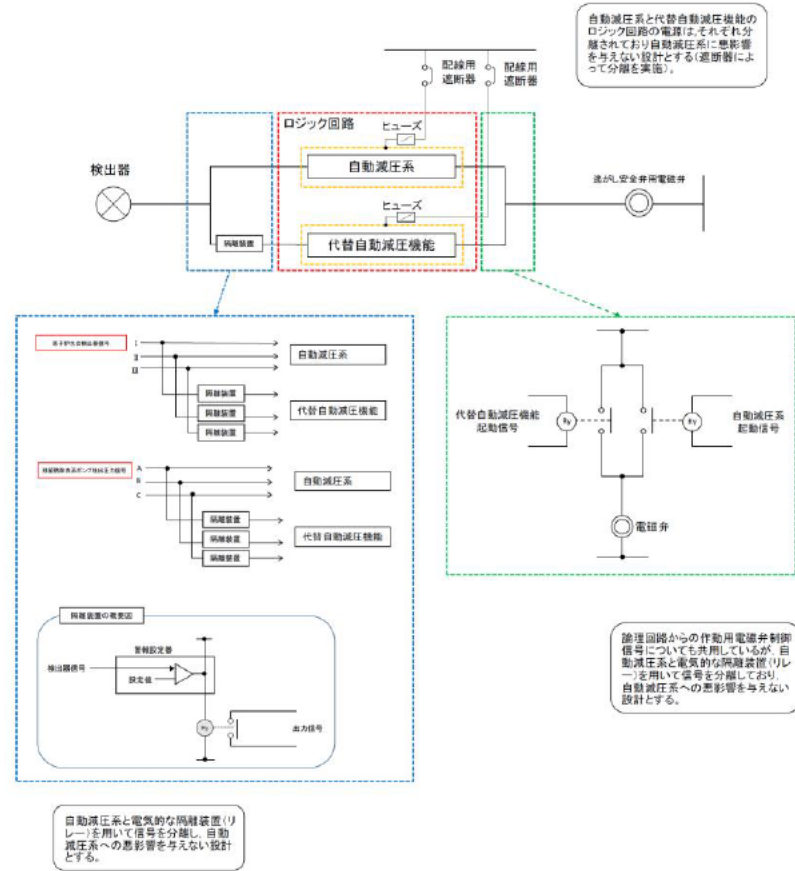 自動減圧系と代替自動減圧機能の
ロジック回路の電源は,それぞれ分
離されており自動減圧系に悪影響
を与えない設計とする(遮断器によ
って分離を実施)。
配線用
遮断器
配線用
遮断器
ロジック回路
ヒューズ
検出器
自動減圧系
逃がし安全弁用電磁弁
ヒューズ
隔離装置
代替自動減圧機能
Ⅰ
Ⅱ
Ⅲ
自動減圧系
隔離装置
隔離装置
隔離装置
代替自動減圧機能
A
B
C
自動減圧系
隔離装置
隔離装置
隔離装置
代替自動減圧機能
代替自動減圧機能
起動信号
Ry
Ry
自動減圧系
起動信号
電磁弁
隔離装置の概要図
警報設定器
検出器信号
設定値
Ry
出力信号
論理回路からの作動用電磁弁制御
信号についても共用しているが,自
動減圧系と電気的な隔離装置(リレ
ー)を用いて信号を分離しており,
自動減圧系への悪影響を与えない
設計とする。
自動減圧系と電気的な隔離装置(リ
レー)を用いて信号を分離し,自動
減圧系への悪影響を与えない設計
とする。